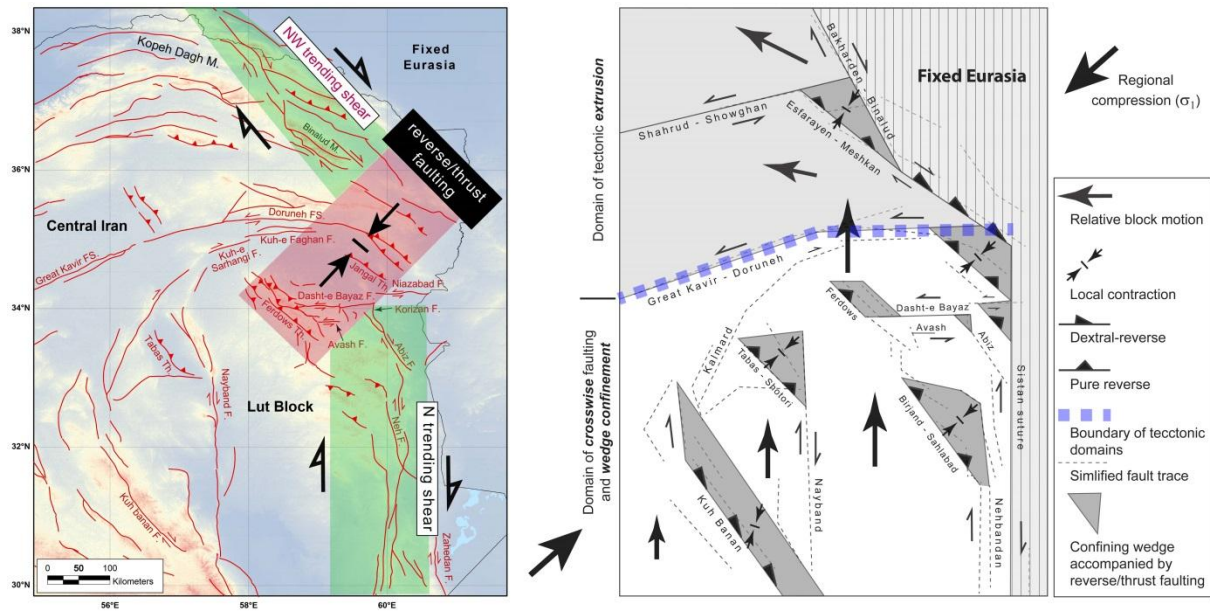 38°N
36°N
34°N
32°N
30°N
56°E
58°E
60°E
Kopeh Dagh M.
Fixed
Eurasia
NW trending shear
Binalud M.
reverse/thrust
faulting
Central Iran
Doruneh FS.
Kuh-e Faghan F.
Kuh-e
Sarhangi F.
Great Kavir FS.
Jangal Th.
Niazabad F.
Dasht-e Bayaz F.
Korizan F.
Ferdows Th.
Avash F.
Abiz F.
Tabas Th.
Nayband F.
Lut Block
Neh F.
N trending shear
Kuh banan F.
Zahedan F.
0 50 100
Kilometers
Domain of tectonic extrusion
Domain of crosswise faulting
and wedge confinement
Bakharden - Binalud
Fixed Eurasia
Shahrud - Showghan
Esfarayen - Meshkan
Great Kavir - Doruneh
Ferdows
Dasht-e Bayaz
Avash
Abiz
Kalmard
Tabas - Shotori
Birjand - Sahlabad
Sistan suture
Kuh Banan
Nayband
Nehbandan
Regional
compression (σ1)
Relative block motion
Local contraction
Dextral-reverse
Pure reverse
Boundary of tecctonic
domains
Simlified fault trace
Confining wedge
accompanied by
reverse/thrust faulting